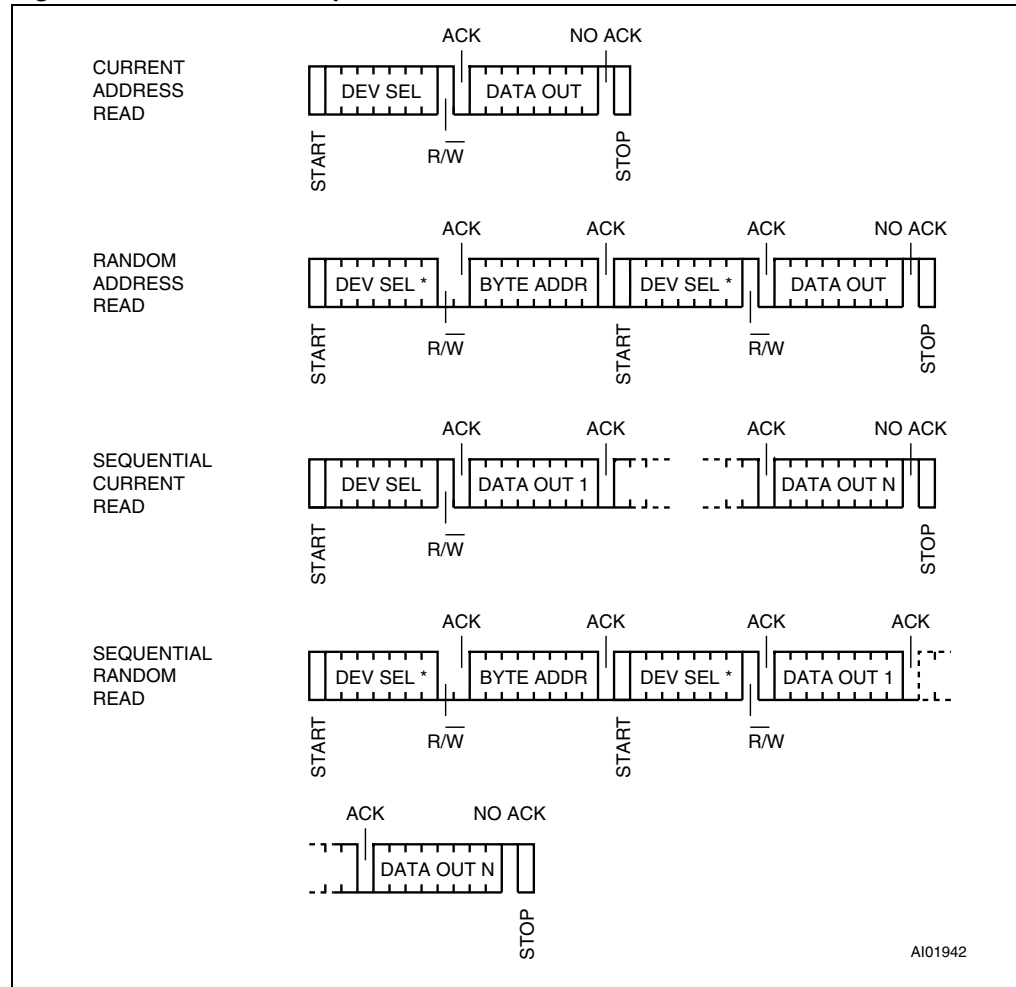 ACK NO ACK
CURRENT
ADDRESS
READ
DEV SEL DATA OUT
START R/W̅ STOP
ACK ACK ACK NO ACK
RANDOM
ADDRESS
READ
DEV SEL * BYTE ADDR DEV SEL * DATA OUT
START R/W̅ START R̅/W STOP
ACK ACK ACK NO ACK
SEQUENTIAL
CURRENT
READ
DEV SEL DATA OUT 1 DATA OUT N
START R/W̅ STOP
ACK ACK ACK ACK
SEQUENTIAL
RANDOM
READ
DEV SEL * BYTE ADDR DEV SEL * DATA OUT 1
START R/W̅ START R̅/W
ACK NO ACK
DATA OUT N
STOP
AI01942